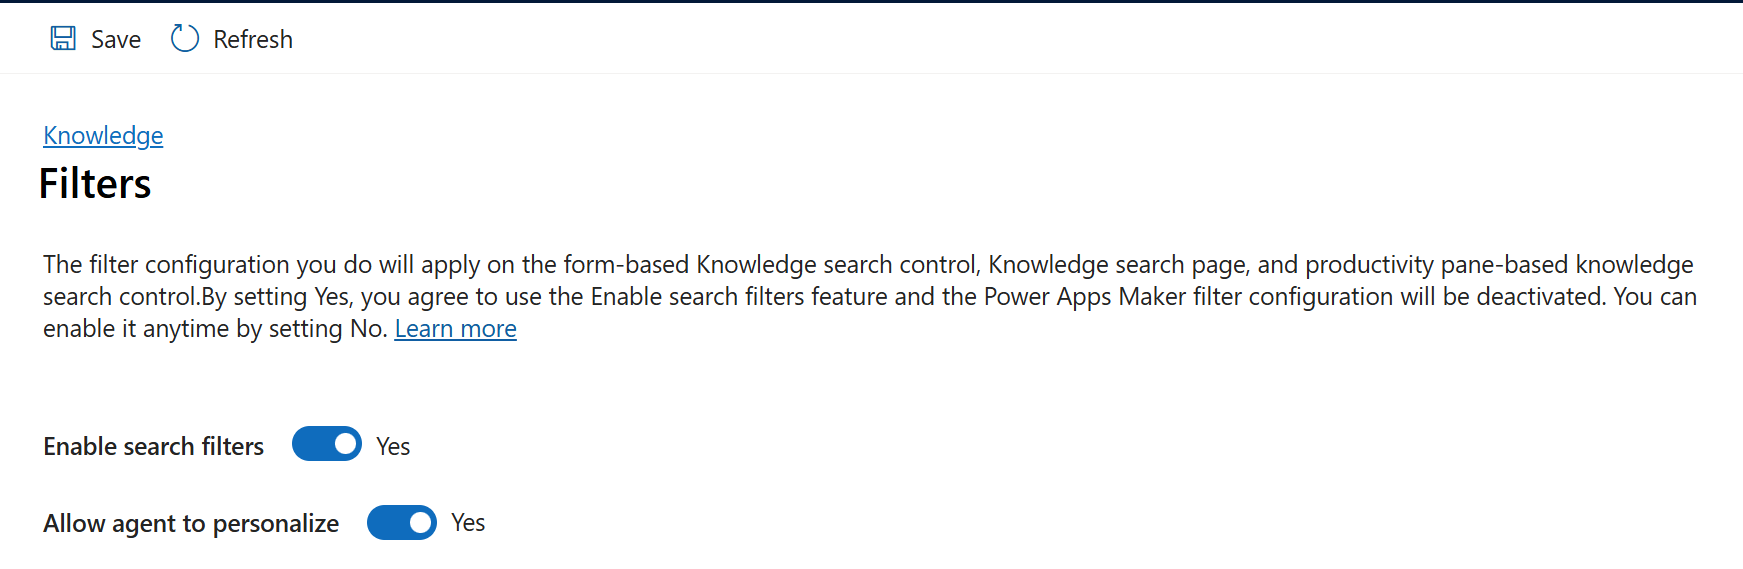 Save Refresh
Knowledge
Filters
The filter configuration you do will apply on the form-based Knowledge search control, Knowledge search page, and productivity pane-based knowledge
search control.By setting Yes, you agree to use the Enable search filters feature and the Power Apps Maker filter configuration will be deactivated. You can
enable it anytime by setting No. Learn more
Enable search filters Yes
Allow agent to personalize Yes